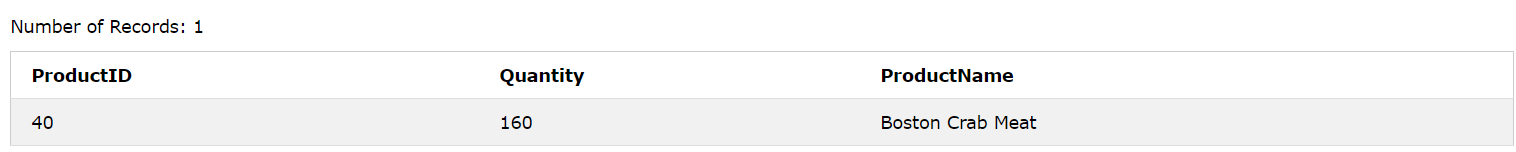 Number of Records: 1
ProductID Quantity ProductName
40 160 Boston Crab Meat